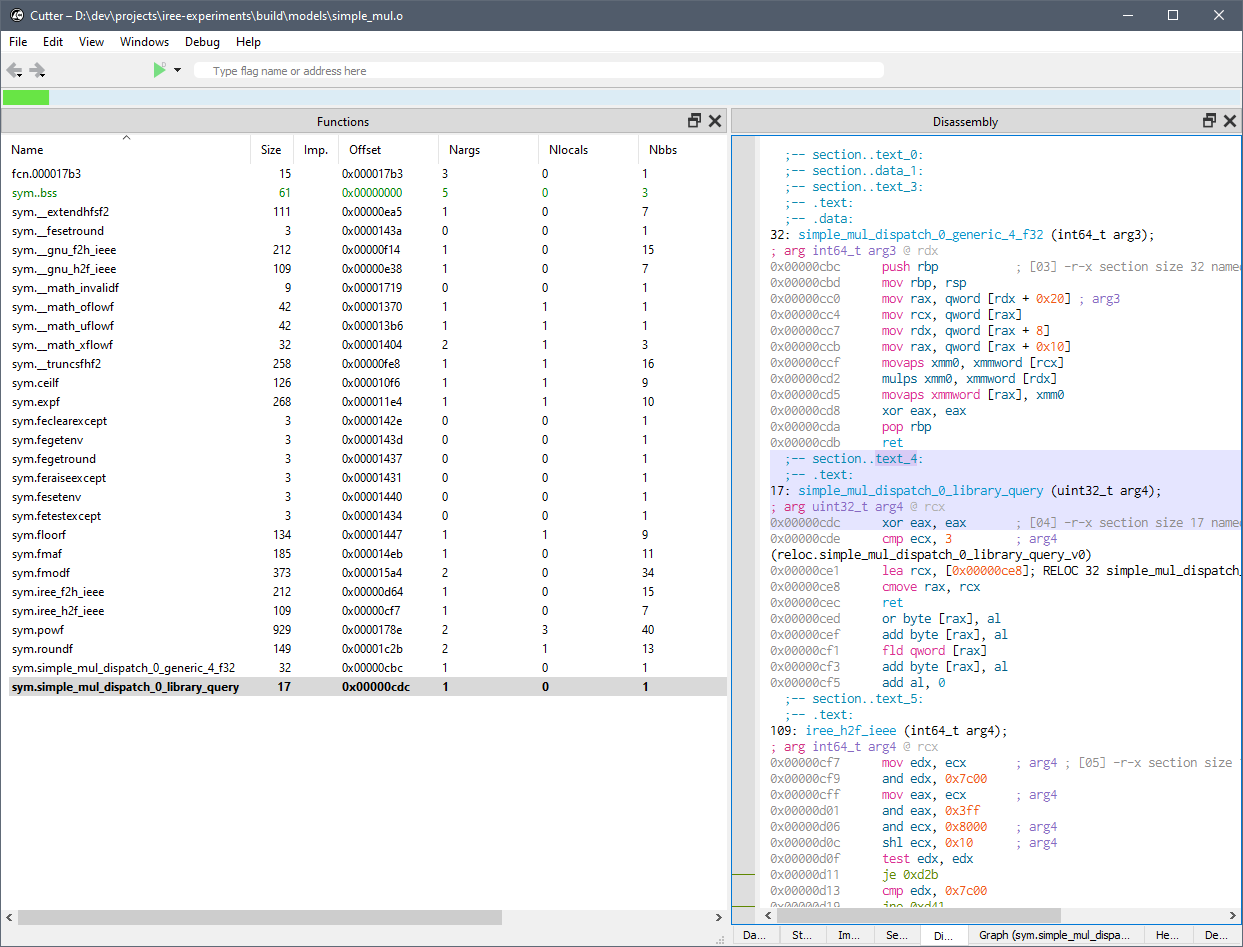 Cutter – D:\dev\projects\iree-experiments\build\models\simple_mul.o
File Edit View Windows Debug Help
Type flag name or address here
Functions
Name Size Imp. Offset Nargs Nlocals Nbbs
fcn.000017b3 15 0x000017b3 3 0 1
sym..bss 61 0x00000000 5 0 3
sym.__extendhfsf2 111 0x00000ea5 1 0 7
sym.__fesetround 3 0x0000143a 0 0 1
sym.__gnu_f2h_ieee 212 0x00000f14 1 0 15
sym.__gnu_h2f_ieee 109 0x00000e38 1 0 7
sym.__math_invalidf 9 0x00001719 0 0 1
sym.__math_oflowf 42 0x00001370 1 1 1
sym.__math_uflowf 42 0x000013b6 1 1 1
sym.__math_xflowf 32 0x00001404 2 1 3
sym.__truncsfhf2 258 0x00000fe8 1 1 16
sym.ceilf 126 0x000010f6 1 1 9
sym.expf 268 0x000011e4 1 1 10
sym.feclearexcept 3 0x0000142e 0 0 1
sym.fegetenv 3 0x0000143d 0 0 1
sym.fegetround 3 0x00001437 0 0 1
sym.feraiseexcept 3 0x00001431 0 0 1
sym.fesetenv 3 0x00001440 0 0 1
sym.fetestexcept 3 0x00001434 0 0 1
sym.floorf 134 0x00001447 1 1 9
sym.fmaf 185 0x000014eb 1 0 11
sym.fmodf 373 0x000015a4 2 0 34
sym.iree_f2h_ieee 212 0x00000d64 1 0 15
sym.iree_h2f_ieee 109 0x00000cf7 1 0 7
sym.powf 929 0x0000178e 2 3 40
sym.roundf 149 0x00001c2b 2 1 13
sym.simple_mul_dispatch_0_generic_4_f32 32 0x00000cbc 1 0 1
sym.simple_mul_dispatch_0_library_query 17 0x00000cdc 1 0 1
Disassembly
;-- section..text_0:
;-- section..data_1:
;-- section..text_3:
;-- .text:
;-- .data:
32: simple_mul_dispatch_0_generic_4_f32 (int64_t arg3);
; arg int64_t arg3 @ rdx
0x00000cbc push rbp ; [03] -r-x section size 32 named
0x00000cbd mov rbp, rsp
0x00000cc0 mov rax, qword [rdx + 0x20] ; arg3
0x00000cc4 mov rcx, qword [rax]
0x00000cc7 mov rdx, qword [rax + 8]
0x00000ccb mov rax, qword [rax + 0x10]
0x00000ccf movaps xmm0, xmmword [rcx]
0x00000cd2 mulps xmm0, xmmword [rdx]
0x00000cd5 movaps xmmword [rax], xmm0
0x00000cd8 xor eax, eax
0x00000cda pop rbp
0x00000cdb ret
;-- section..text_4:
;-- .text:
17: simple_mul_dispatch_0_library_query (uint32_t arg4);
; arg uint32_t arg4 @ rcx
0x00000cdc xor eax, eax ; [04] -r-x section size 17 named
0x00000cde cmp ecx, 3 ; arg4
(reloc.simple_mul_dispatch_0_library_query_v0)
0x00000ce1 lea rcx, [0x00000ce8]; RELOC 32 simple_mul_dispatch_
0x00000ce8 cmove rax, rcx
0x00000cec ret
0x00000ced or byte [rax], al
0x00000cef add byte [rax], al
0x00000cf1 fld qword [rax]
0x00000cf3 add byte [rax], al
0x00000cf5 add al, 0
;-- section..text_5:
;-- .text:
109: iree_h2f_ieee (int64_t arg4);
; arg int64_t arg4 @ rcx
0x00000cf7 mov edx, ecx ; arg4 ; [05] -r-x section size
0x00000cf9 and edx, 0x7c00
0x00000cff mov eax, ecx ; arg4
0x00000d01 and eax, 0x3ff
0x00000d06 and ecx, 0x8000 ; arg4
0x00000d0c shl ecx, 0x10 ; arg4
0x00000d0f test edx, edx
0x00000d11 je 0xd2b
0x00000d13 cmp edx, 0x7c00
0x00000d19 jne 0xd41
Da... St... Im... Se... Di... Graph (sym.simple_mul_dispa... He... De...